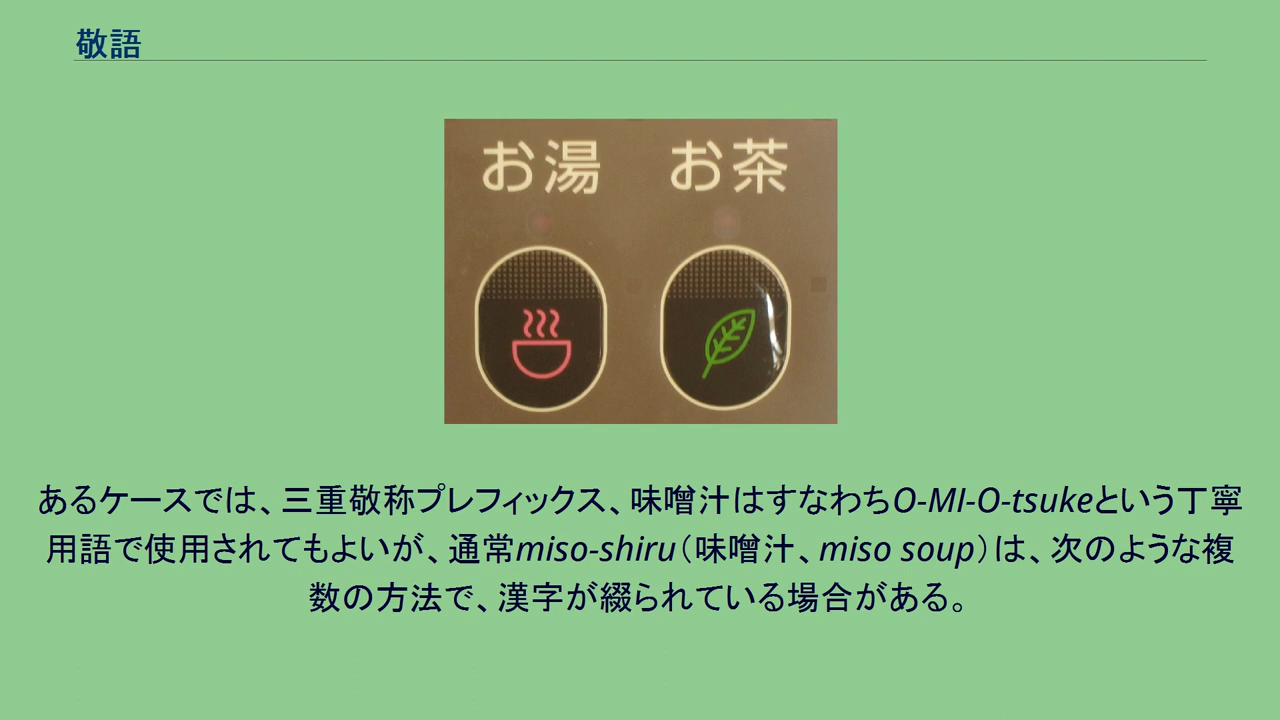 敬語
お湯 お茶
あるケースでは、三重敬称プレフィックス、味噌汁はすなわちO-MI-O-tsukeという丁寧
用語で使用されてもよいが、通常miso-shiru（味噌汁、miso soup）は、次のような複
数の方法で、漢字が綴られている場合がある。